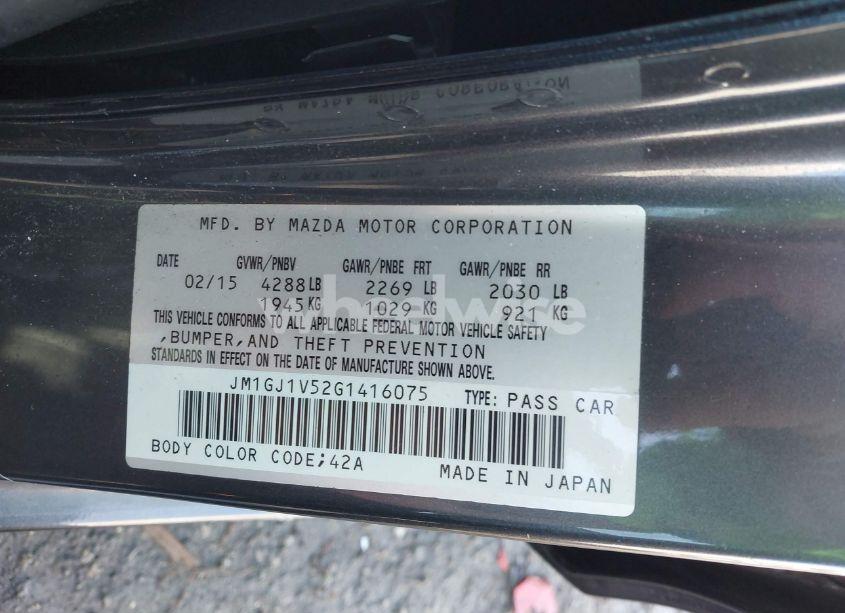 MFD. BY MAZDA MOTOR CORPORATION
DATE GVWR/PNBV GAWR/PNBE FRT GAWR/PNBE RR
02/15 4288 LB 2269 LB 2030 LB
1945 KG 1029 KG 921 KG
THIS VEHICLE CONFORMS TO ALL APPLICABLE FEDERAL MOTOR VEHICLE SAFETY
,BUMPER,AND THEFT PREVENTION
STANDARDS IN EFFECT ON THE DATE OF MANUFACTURE SHOWN ABOVE.
JM1GJ1V52G1416075 TYPE: PASS CAR
BODY COLOR CODE;42A
MADE IN JAPAN
wheelwire